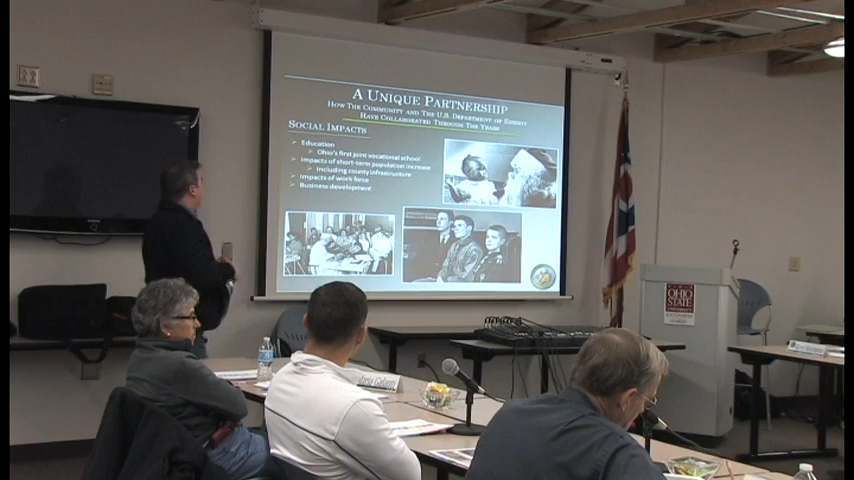 A UNIQUE PARTNERSHIP
HOW THE COMMUNITY AND THE U.S. DEPARTMENT OF ENERGY
HAVE COLLABORATED THROUGH THE YEARS
SOCIAL IMPACTS
Education
Ohio's first joint vocational school
Impacts of short-term population increase
Including county infrastructure
Impacts of work force
Business development
OHIO STATE